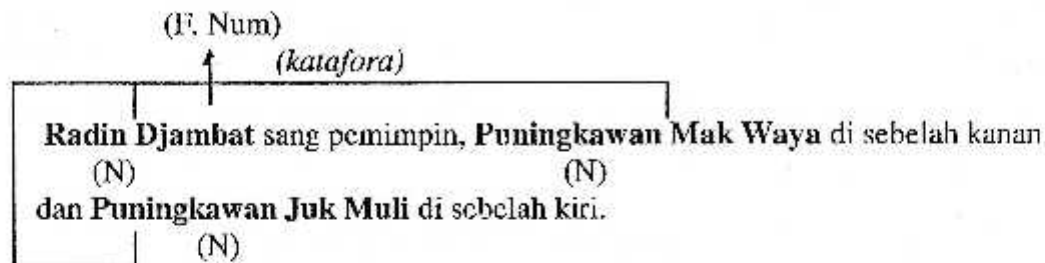 (F. Num)
(katafora)
Radin Djambat sang pemimpin, Puningkawan Mak Waya di sebelah kanan
(N) (N)
dan Puningkawan Juk Muli di sebelah kiri.
(N)